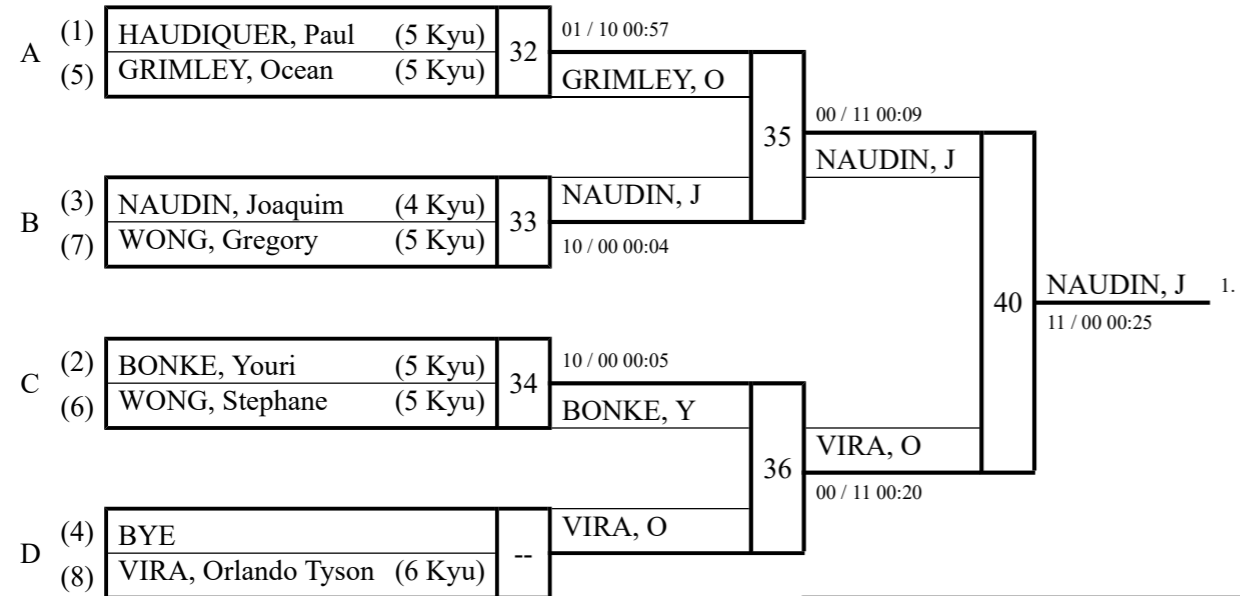 A (1) HAUDIQUER, Paul (5 Kyu) 32 01 / 10 00:57
(5) GRIMLEY, Ocean (5 Kyu) GRIMLEY, O
35 00 / 11 00:09
NAUDIN, J
B (3) NAUDIN, Joaquim (4 Kyu) 33 NAUDIN, J
(7) WONG, Gregory (5 Kyu) 10 / 00 00:04
40 NAUDIN, J 1.
11 / 00 00:25
C (2) BONKE, Youri (5 Kyu) 34 10 / 00 00:05
(6) WONG, Stephane (5 Kyu) BONKE, Y
36 VIRA, O
00 / 11 00:20
D (4) BYE -- VIRA, O
(8) VIRA, Orlando Tyson (6 Kyu)